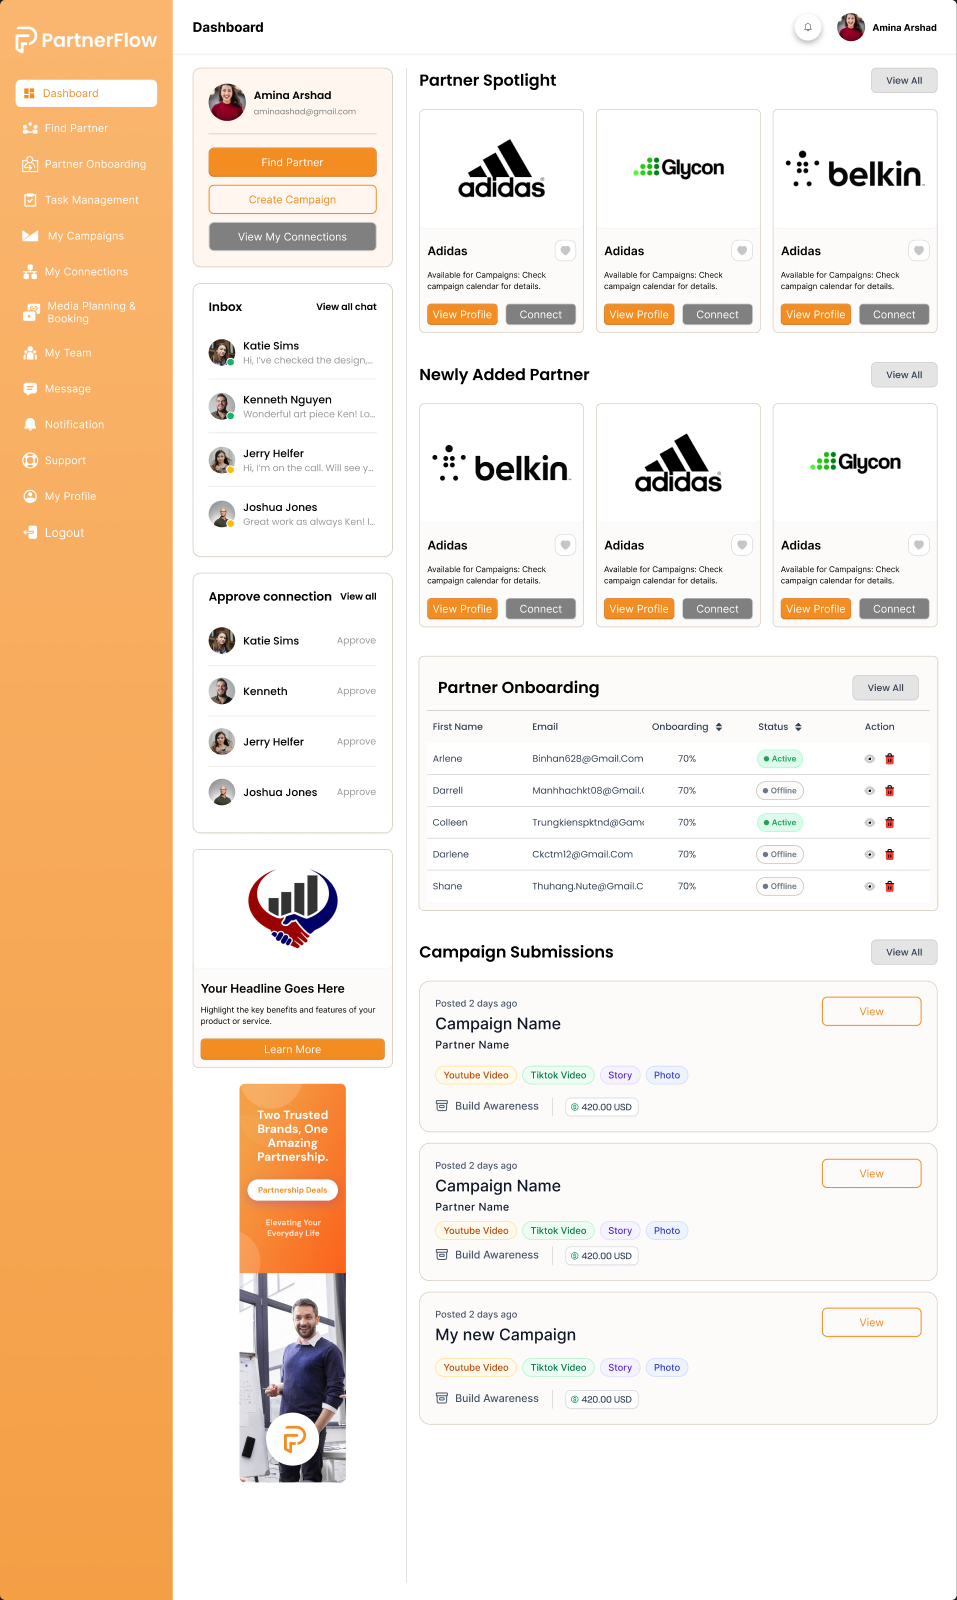 PartnerFlow
Dashboard
Find Partner
Partner Onboarding
Task Management
My Campaigns
My Connections
Media Planning &
Booking
My Team
Message
Notification
Support
My Profile
Logout
Dashboard
Amina Arshad
Amina Arshad
aminaashad@gmail.com
Find Partner
Create Campaign
View My Connections
Inbox View all chat
Katie Sims
Hi, I've checked the design,...
Kenneth Nguyen
Wonderful art piece Ken! Lo...
Jerry Helfer
Hi, I'm on the call. Will see y...
Joshua Jones
Great work as always Ken! I...
Approve connection View all
Katie Sims Approve
Kenneth Approve
Jerry Helfer Approve
Joshua Jones Approve
Your Headline Goes Here
Highlight the key benefits and features of your
product or service.
Learn More
Two Trusted
Brands, One
Amazing
Partnership.
Partnership Deals
Elevating Your
Everyday Life
Partner Spotlight View All
adidas Glycon belkin
Adidas Adidas Adidas
Available for Campaigns: Check Available for Campaigns: Check Available for Campaigns: Check
campaign calendar for details. campaign calendar for details. campaign calendar for details.
View Profile Connect View Profile Connect View Profile Connect
Newly Added Partner View All
belkin adidas Glycon
Adidas Adidas Adidas
Available for Campaigns: Check Available for Campaigns: Check Available for Campaigns: Check
campaign calendar for details. campaign calendar for details. campaign calendar for details.
View Profile Connect View Profile Connect View Profile Connect
Partner Onboarding View All
First Name Email Onboarding Status Action
Arlene Binhan628@Gmail.Com 70% Active
Darrell Manhhachkt08@Gmail.( 70% Offline
Colleen Trungkienspktnd@Gamc 70% Active
Darlene Ckctm12@Gmail.Com 70% Offline
Shane Thuhang.Nute@Gmail.C 70% Offline
Campaign Submissions View All
Posted 2 days ago
View
Campaign Name
Partner Name
Youtube Video Tiktok Video Story Photo
Build Awareness 420.00 USD
Posted 2 days ago
View
Campaign Name
Partner Name
Youtube Video Tiktok Video Story Photo
Build Awareness 420.00 USD
Posted 2 days ago
View
My new Campaign
Youtube Video Tiktok Video Story Photo
Build Awareness 420.00 USD